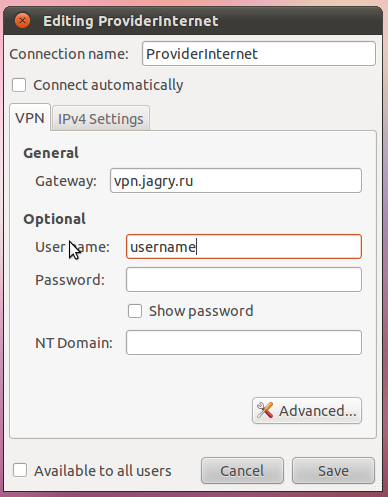 Editing ProviderInternet
Connection name: ProviderInternet
Connect automatically
VPN IPv4 Settings
General
Gateway: vpn.jagry.ru
Optional
User name: username
Password:
Show password
NT Domain:
Advanced...
Available to all users Cancel Save